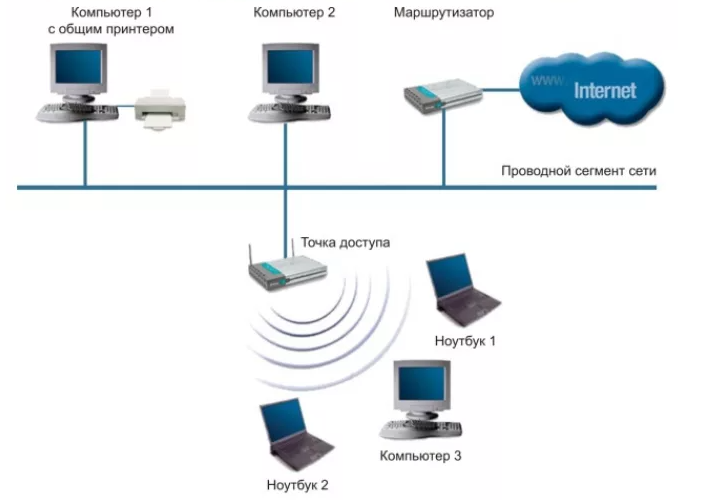 Компьютер 1
с общим принтером
Компьютер 2
Маршрутизатор
www.
Internet
Проводной сегмент сети
Точка доступа
Ноутбук 1
Компьютер 3
Ноутбук 2